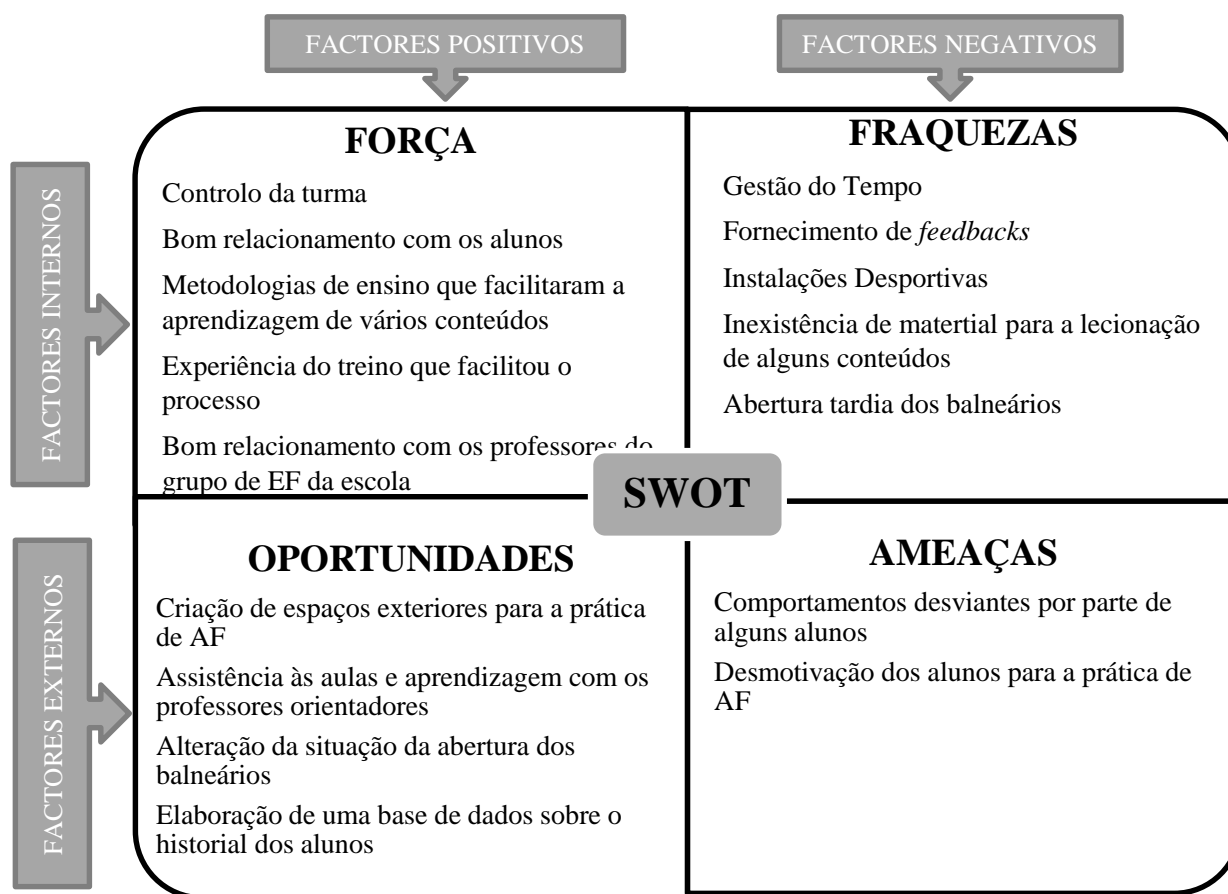 FACTORES POSITIVOS
FACTORES NEGATIVOS
FACTORES INTERNOS
FORÇA
Controlo da turma
Bom relacionamento com os alunos
Metodologias de ensino que facilitaram a
aprendizagem de vários conteúdos
Experiência do treino que facilitou o
processo
Bom relacionamento com os professores do
grupo de EF da escola
FRAQUEZAS
Gestão do Tempo
Fornecimento de feedbacks
Instalações Desportivas
Inexistência de matertial para a lecionação
de alguns conteúdos
Abertura tardia dos balneários
SWOT
FACTORES EXTERNOS
OPORTUNIDADES
Criação de espaços exteriores para a prática
de AF
Assistência às aulas e aprendizagem com os
professores orientadores
Alteração da situação da abertura dos
balneários
Elaboração de uma base de dados sobre o
historial dos alunos
AMEAÇAS
Comportamentos desviantes por parte de
alguns alunos
Desmotivação dos alunos para a prática de
AF